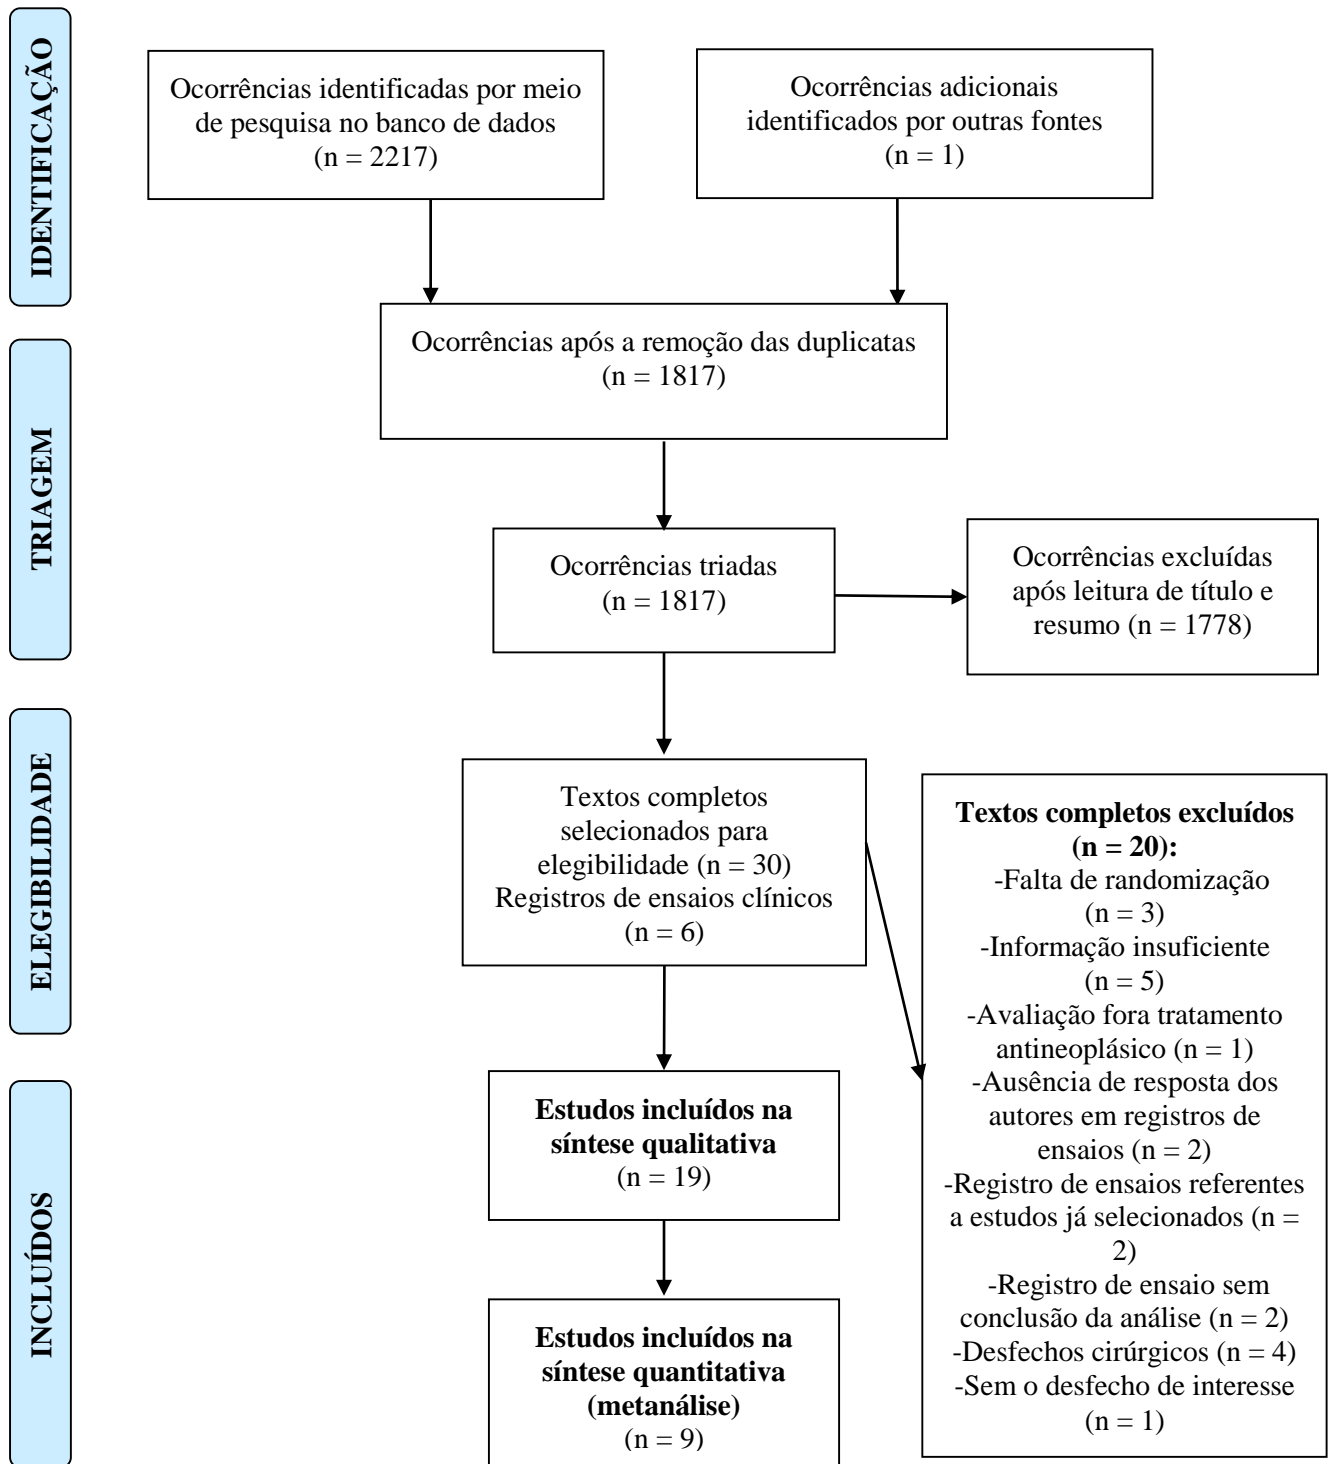 IDENTIFICAÇÃO
Ocorrências identificadas por meio
de pesquisa no banco de dados
(n = 2217)
Ocorrências adicionais
identificados por outras fontes
(n = 1)
Ocorrências após a remoção das duplicatas
(n = 1817)
TRIAGEM
Ocorrências triadas
(n = 1817)
Ocorrências excluídas
após leitura de título e
resumo (n = 1778)
ELEGIBILIDADE
Textos completos
selecionados para
elegibilidade (n = 30)
Registros de ensaios clínicos
(n = 6)
Textos completos excluídos
(n = 20):
-Falta de randomização
(n = 3)
-Informação insuficiente
(n = 5)
-Avaliação fora tratamento
antineoplásico (n = 1)
-Ausência de resposta dos
autores em registros de
ensaios (n = 2)
-Registro de ensaios referentes
a estudos já selecionados (n =
2)
-Registro de ensaio sem
conclusão da análise (n = 2)
-Desfechos cirúrgicos (n = 4)
-Sem o desfecho de interesse
(n = 1)
INCLUÍDOS
Estudos incluídos na
síntese qualitativa
(n = 19)
Estudos incluídos na
síntese quantitativa
(metanálise)
(n = 9)